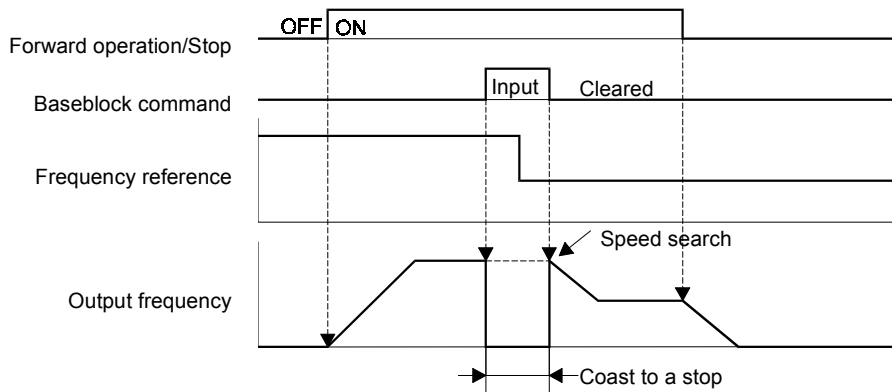 OFF ON
Forward operation/Stop
Input Cleared
Baseblock command
Frequency reference
Speed search
Output frequency
Coast to a stop